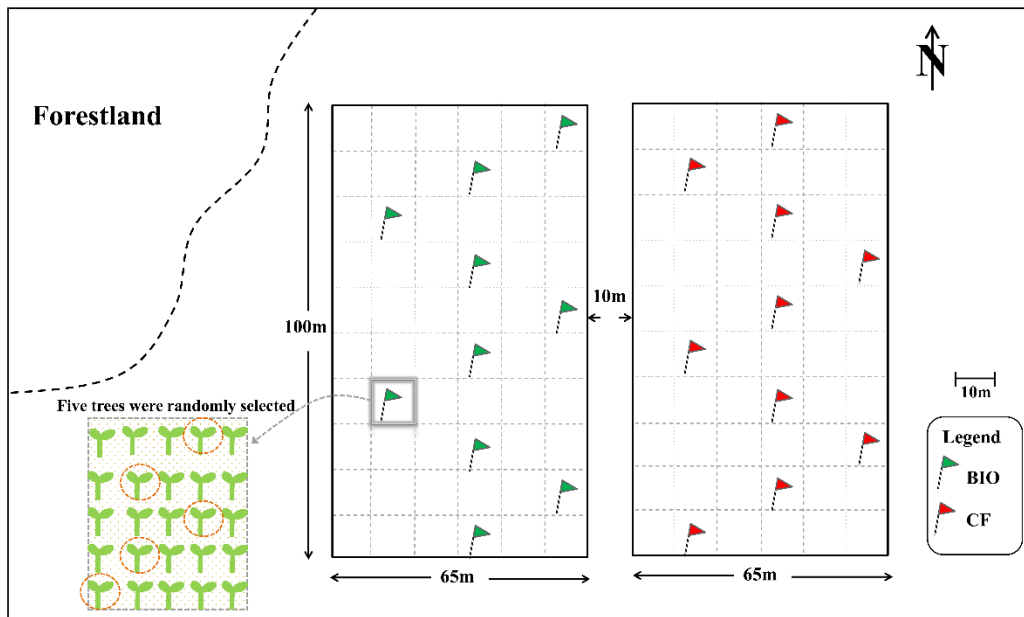 N
Forestland
100m
10m
10m
Five trees were randomly selected
Legend
BIO
CF
65m
65m